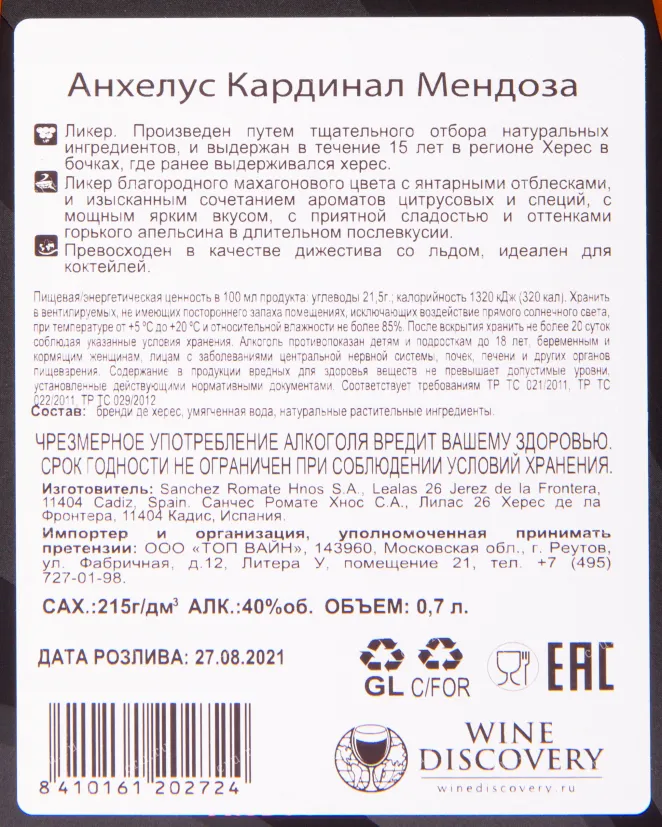 Анхелус Кардинал Мендоза
Ликер. Произведен путем тщательного отбора натуральных
ингредиентов, и выдержан в течение 15 лет в регионе Херес в
бочках, где ранее выдерживался херес.
Ликер благородного махагонового цвета с янтарными отблесками,
и изысканным сочетанием ароматов цитрусовых и специй, с
мощным ярким вкусом, с приятной сладостью и оттенками
горького апельсина в длительном послевкусии.
Превосходен в качестве дижестива со льдом, идеален для
коктейлей.
Пищевая/энергетическая ценность в 100 мл продукта: углеводы 21,5г.; калорийность 1320 кДж (320 кал). Хранить
в вентилируемых, не имеющих постороннего запаха помещениях, исключающих воздействие прямого солнечного света,
при температуре от +5 ºС до +20 ºС и относительной влажности не более 85%. После вскрытия хранить не более 20 суток
соблюдая указанные условия хранения. Алкоголь противопоказан детям и подросткам до 18 лет, беременным и
кормящим женщинам, лицам с заболеваниями центральной нервной системы, почек, печени и других органов
пищеварения. Содержание в продукции вредных для здоровья веществ не превышает допустимые уровни,
установленные действующими нормативными документами. Соответствует требованиям ТР ТС 021/2011, ТР ТС
022/2011, ТР ТС 029/2012
Состав: бренди де херес, умягченная вода, натуральные растительные ингредиенты.
ЧРЕЗМЕРНОЕ УПОТРЕБЛЕНИЕ АЛКОГОЛЯ ВРЕДИТ ВАШЕМУ ЗДОРОВЬЮ.
СРОК ГОДНОСТИ НЕ ОГРАНИЧЕН ПРИ СОБЛЮДЕНИИ УСЛОВИЙ ХРАНЕНИЯ.
Изготовитель: Sanchez Romate Hnos S.A., Lealas 26 Jerez de la Frontera,
11404 Cadiz, Spain. Санчес Ромате Хнос С.А., Лилас 26 Херес де ла
Фронтера, 11404 Кадис, Испания.
Импортер и организация, уполномоченная принимать
претензии: ООО «ТОП ВАЙН», 143960, Московская обл., г. Реутов,
ул. Фабричная, д.12, Литера У, помещение 21, тел. +7 (495)
727-01-98.
САХ.:215г/дм³ АЛК.:40%об. ОБЪЕМ: 0,7 л.
ДАТА РОЗЛИВА: 27.08.2021
GL C/FOR
EAC
8 410161 202724
WINE
DISCOVERY
winediscovery.ru